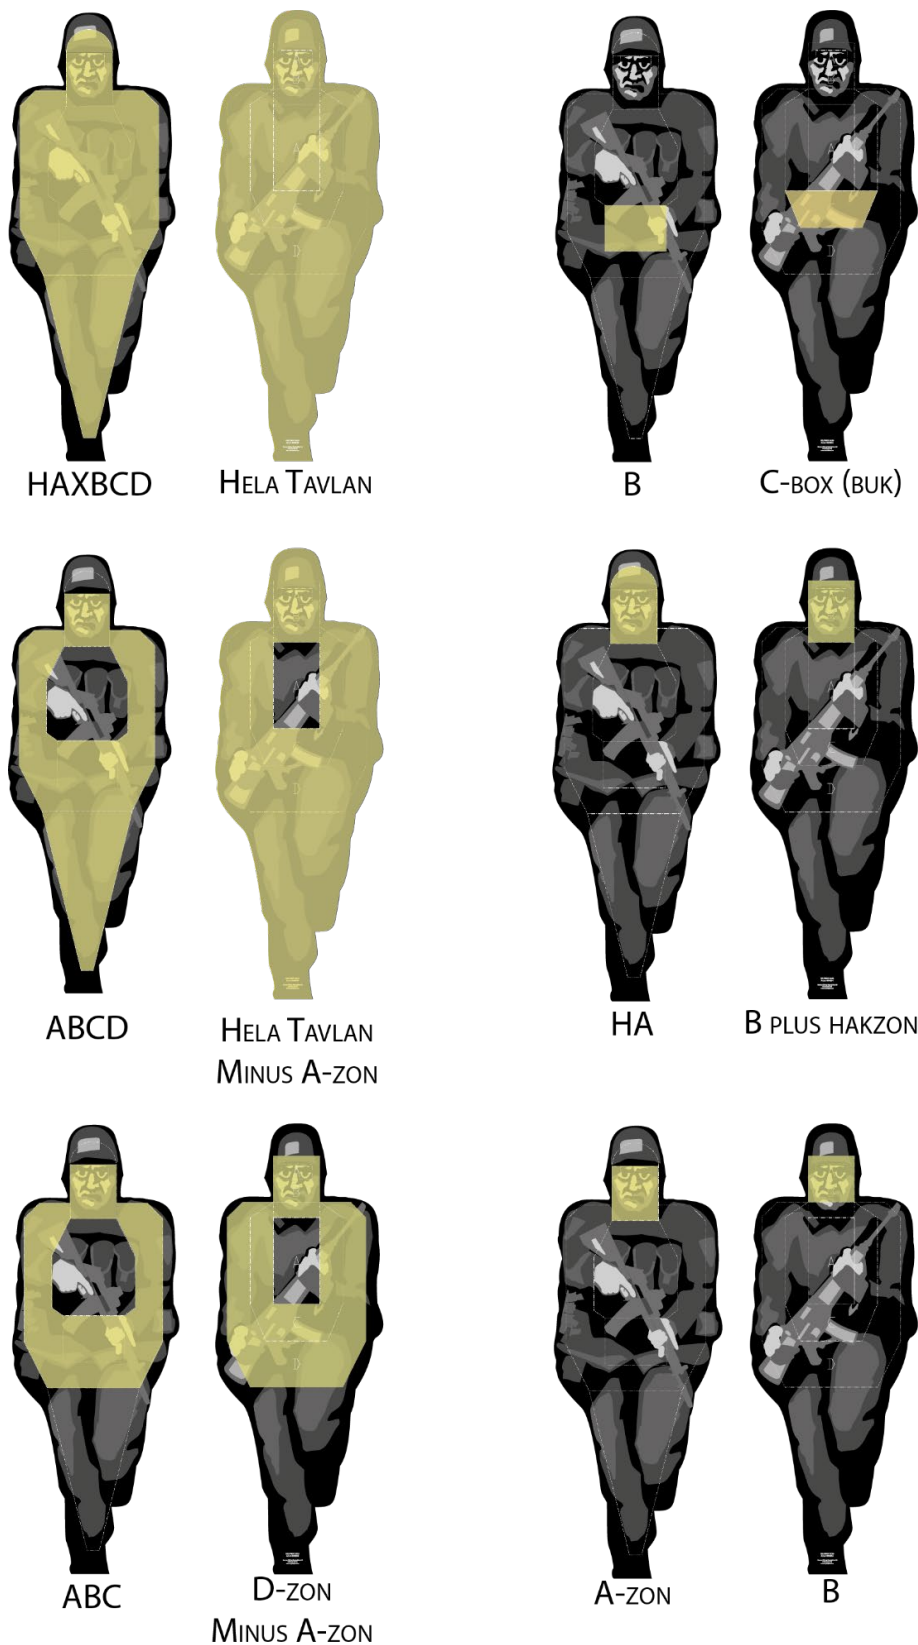 HAXBCD
HELA TAVLAN
B
C-BOX (BUK)
ABCD
HELA TAVLAN
MINUS A-ZON
HA
B PLUS HAKZON
ABC
D-ZON
MINUS A-ZON
A-ZON
B